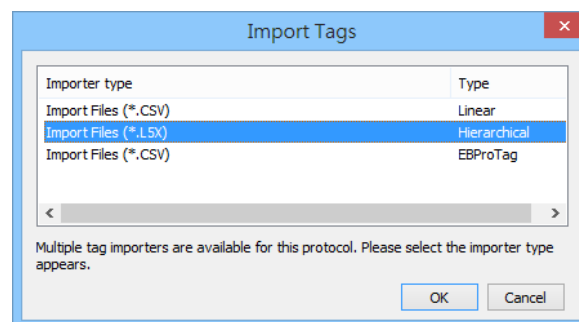 Import Tags
Importer type Type
Import Files (*.CSV) Linear
Import Files (*.L5X) Hierarchical
Import Files (*.CSV) EBProTag
Multiple tag importers are available for this protocol. Please select the importer type
appears.
OK Cancel